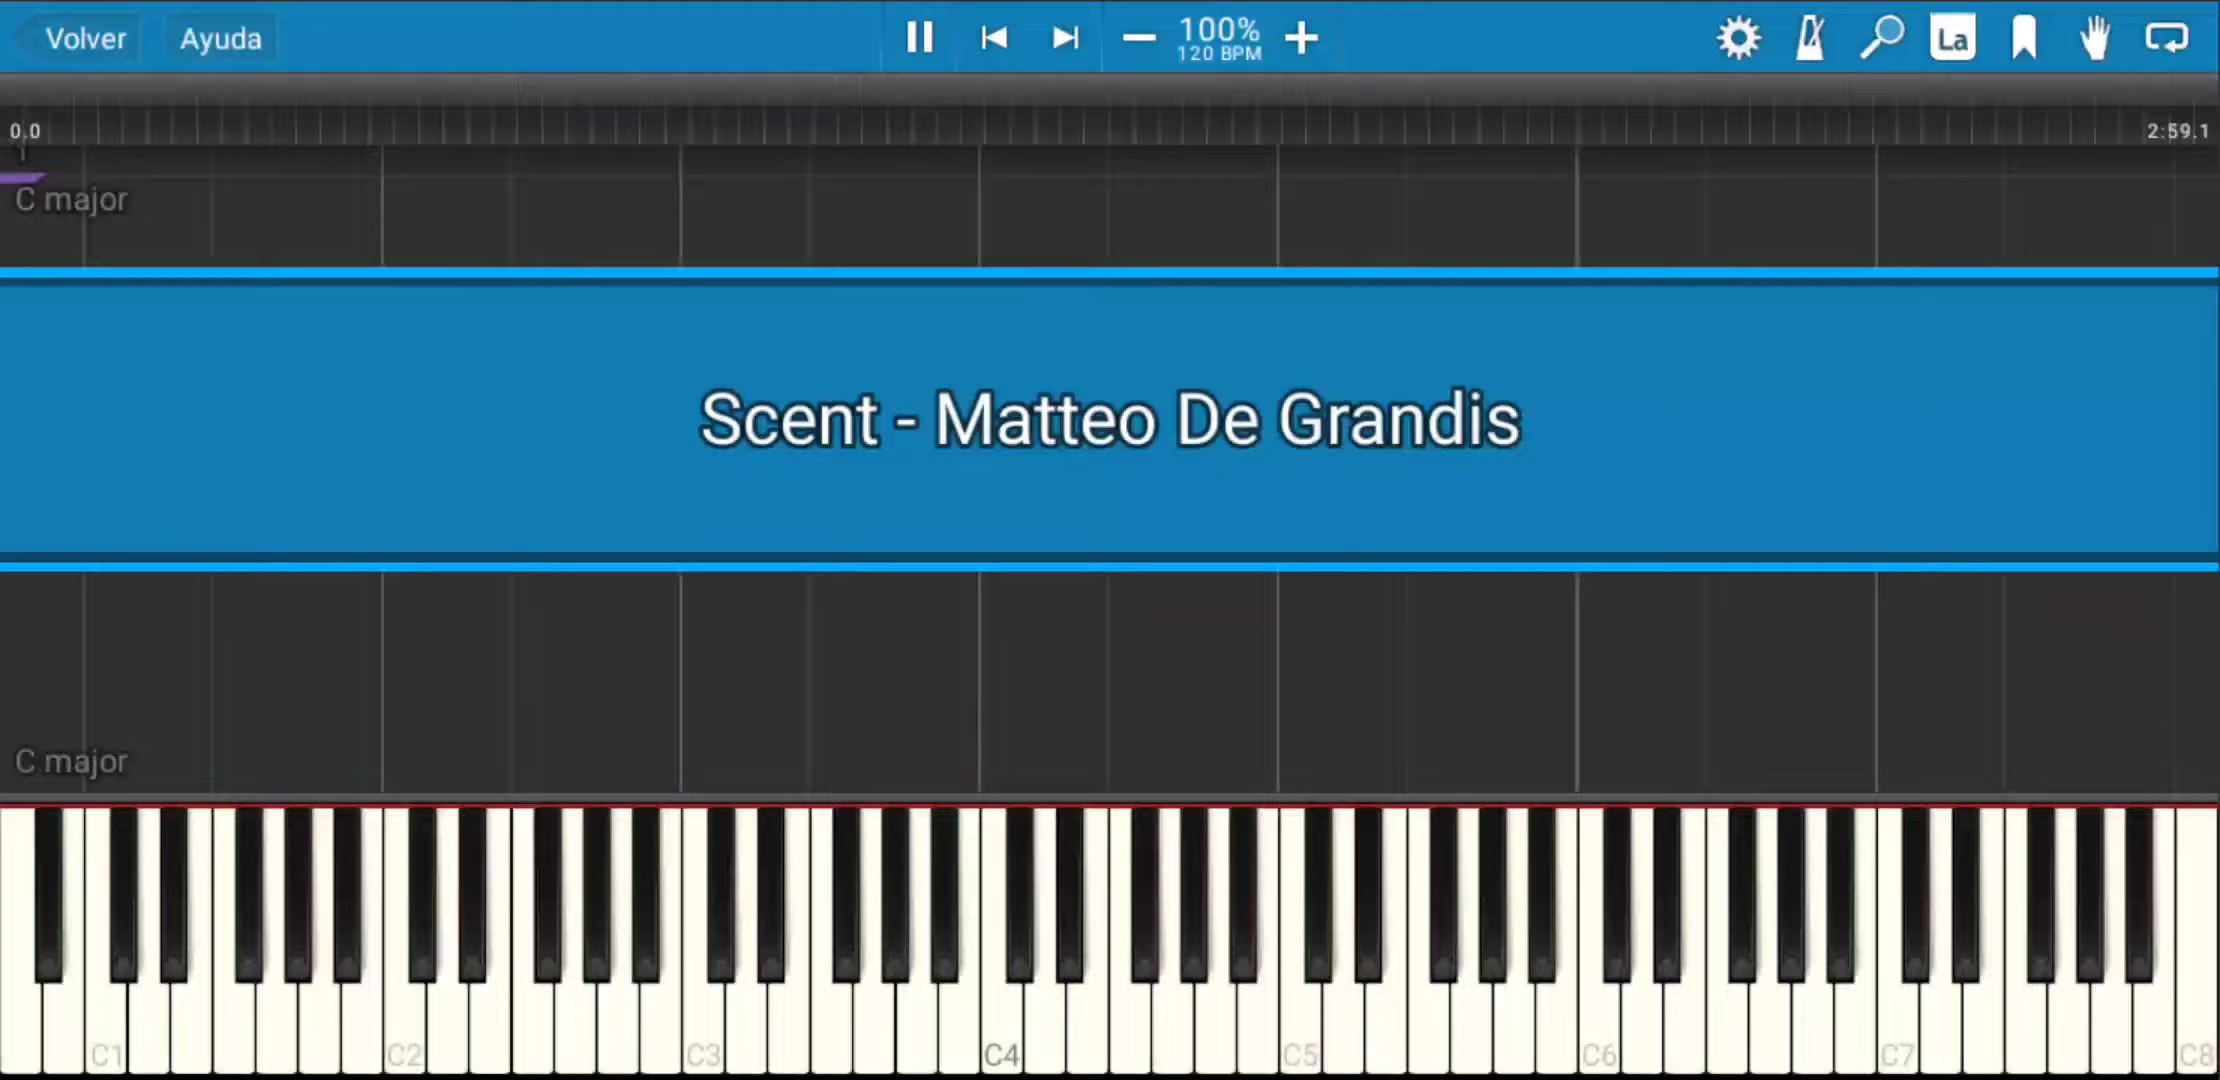 Volver
Ayuda
100%
120 BPM
La
0.0
2:59.1
C major
Scent - Matteo De Grandis
C major
C1
C2
C3
C4
C5
C6
C7
C8